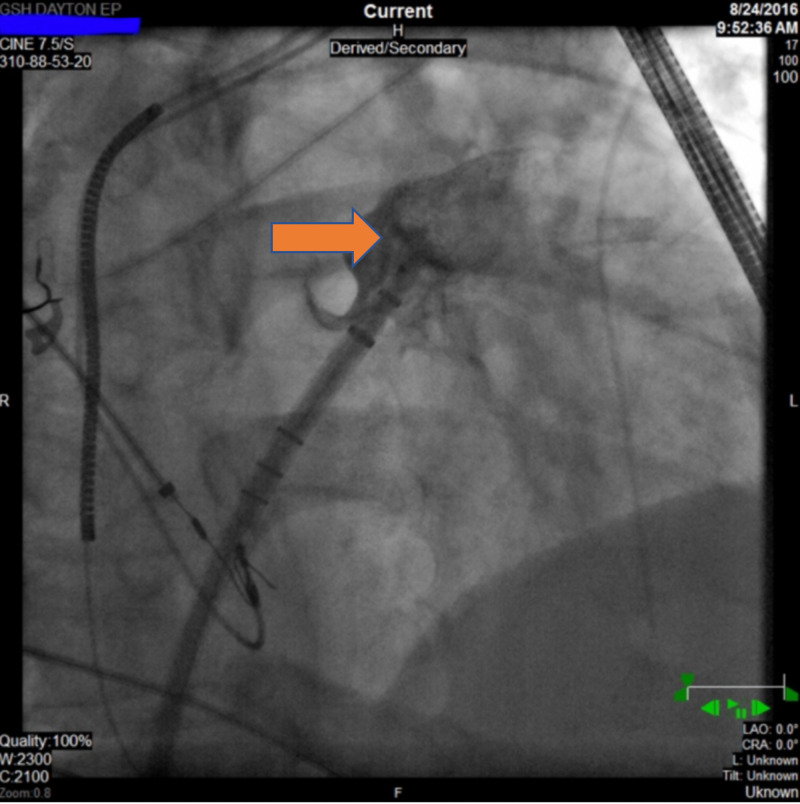 GSH DAYTON EP
Current
8/24/2016
9:52:36 AM
H
Derived/Secondary
CINE 7.5/S
310-88-53-20
17
100
100
R
L
Quality:100%
W:2300
C:2100
Zoom:0.8
F
LAO: 0.0°
CRA: 0.0°
L: Unknown
Tilt: Unknown
Uknown